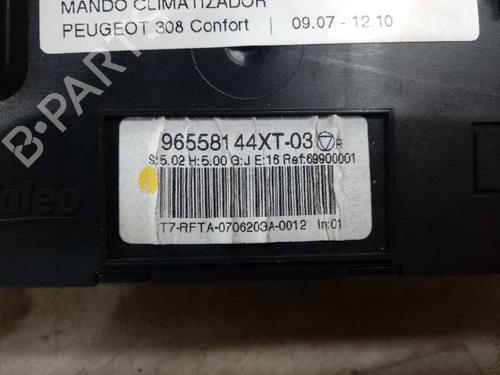 MANDO CLIMATIZADOR
PEUGEOT 308 Confort | 09.07 - 12.10
B-PARTS
96558144XT-03 R
S:5.02 H:5.00 G:J E:16 Ref:69900001
Valeo
T7-RFTA-0706203A-0012 In:01